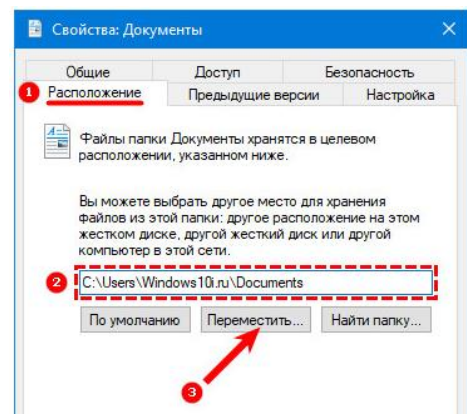 Свойства: Документы
Общие Доступ Безопасность
1 Расположение Предыдущие версии Настройка
Файлы папки Документы хранятся в целевом
расположении, указанном ниже.
Вы можете выбрать другое место для хранения
файлов из этой папки: другое расположение на этом
жестком диске, другой жесткий диск или другой
компьютер в этой сети.
2 C:\Users\Windows10i.ru\Documents
По умолчанию Переместить... Найти папку...
3